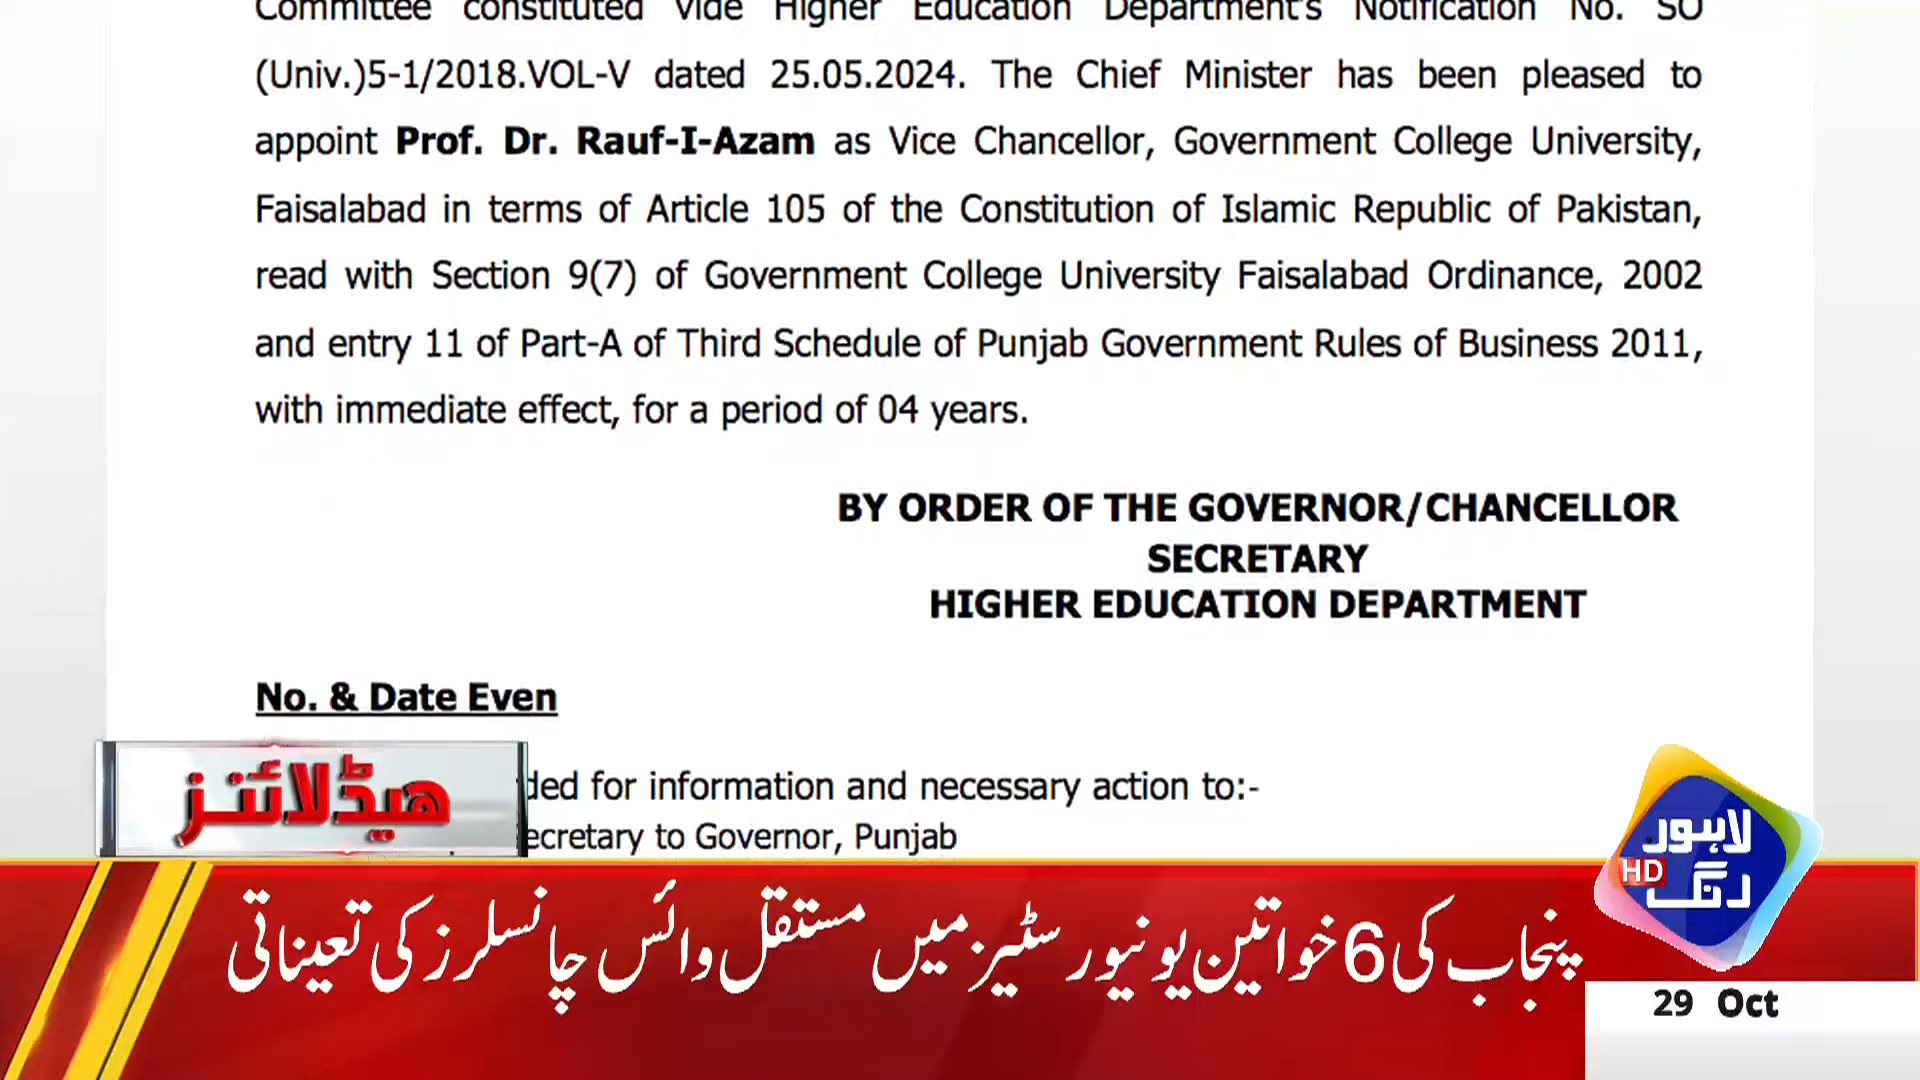 Committee constituted vide Higher Education Department's Notification No. SO
(Univ.)5-1/2018.VOL-V dated 25.05.2024. The Chief Minister has been pleased to
appoint Prof. Dr. Rauf-I-Azam as Vice Chancellor, Government College University,
Faisalabad in terms of Article 105 of the Constitution of Islamic Republic of Pakistan,
read with Section 9(7) of Government College University Faisalabad Ordinance, 2002
and entry 11 of Part-A of Third Schedule of Punjab Government Rules of Business 2011,
with immediate effect, for a period of 04 years.
BY ORDER OF THE GOVERNOR/CHANCELLOR
SECRETARY
HIGHER EDUCATION DEPARTMENT
No. & Date Even
ded for information and necessary action to:-
ecretary to Governor, Punjab
ہیڈلائنز
لاہور
HD
رنگ
پنجاب کی 6 خواتین یونیورسٹیز میں مستقل وائس چانسلرز کی تعیناتی
29 Oct